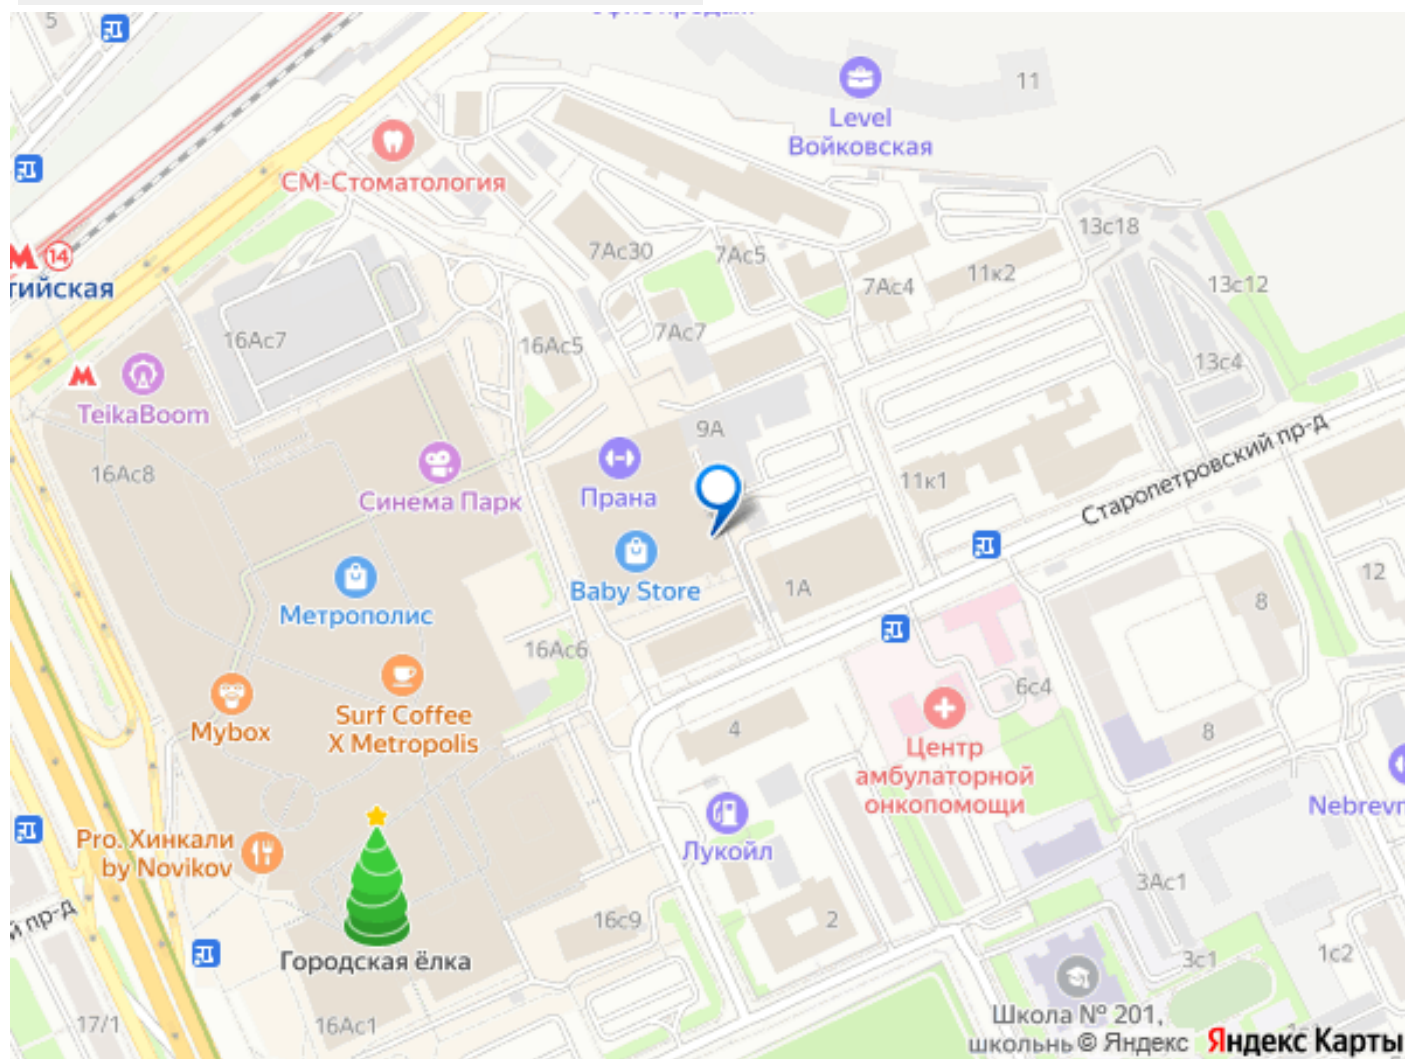 5
11
Level
Войковская
СМ-Стоматология
13с18
7Ас30
7Ас5
14
тийская
11к2
7Ас4
13с12
7Ас7
16Ас7
16Ас5
13с4
TeikaBoom
9А
Старопетровский пр-д
16Ас8
Синема Парк
Прана
11к1
Baby Store
1А
12
8
Метрополис
16Ас6
6с4
Surf Coffee
X Metropolis
Mybox
4
8
Центр
амбулаторной
онкопомощи
Nebrevn
Pro. Хинкали
by Novikov
Лукойл
3Ас1
й пр-д
16с9
2
Городская ёлка
3с1
1с2
17/1
16Ас1
Школа № 201,
школьнь © Яндекс Яндекс Карты